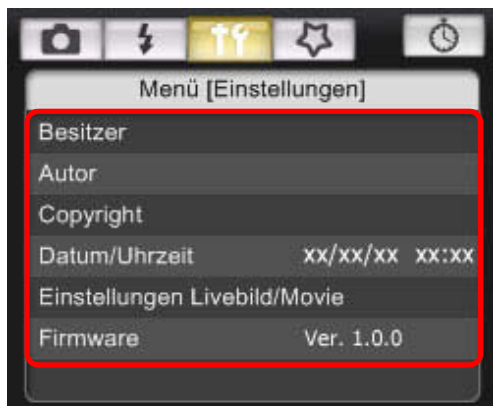 Menü [Einstellungen]
Besitzer
Autor
Copyright
Datum/Uhrzeit xx/xx/xx xx:xx
Einstellungen Livebild/Movie
Firmware Ver. 1.0.0